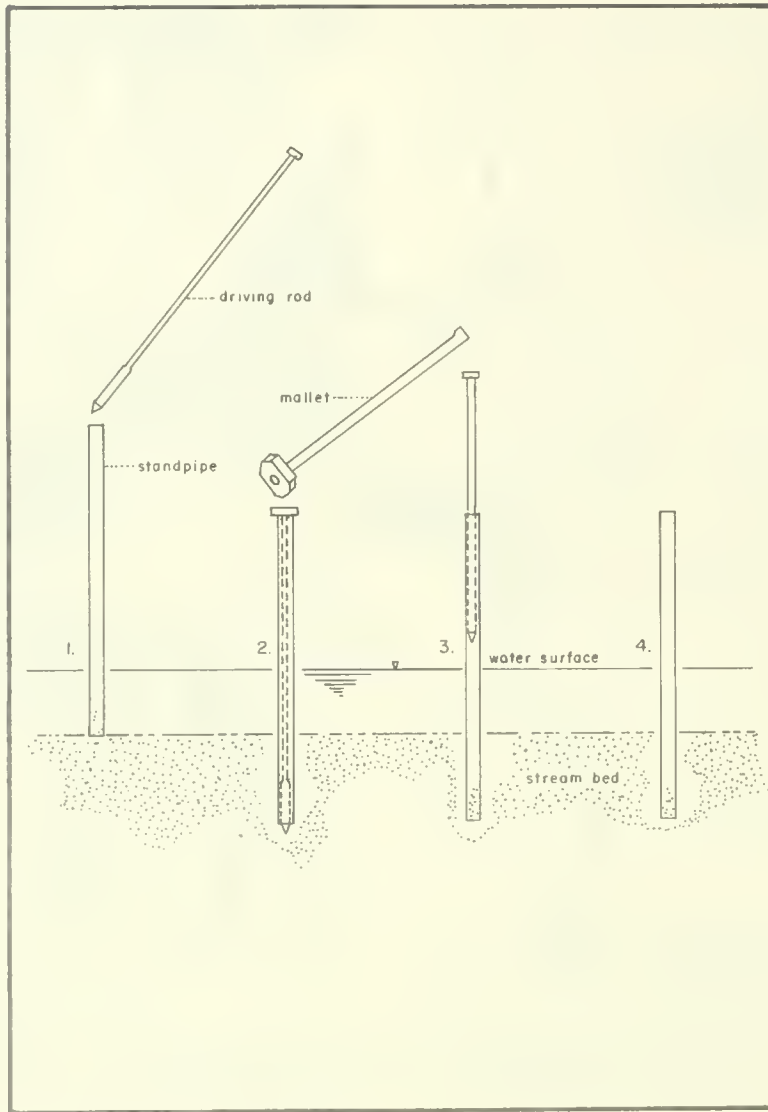 driving rod
mallet
standpipe
1.
2.
3.
water surface
4.
stream bed